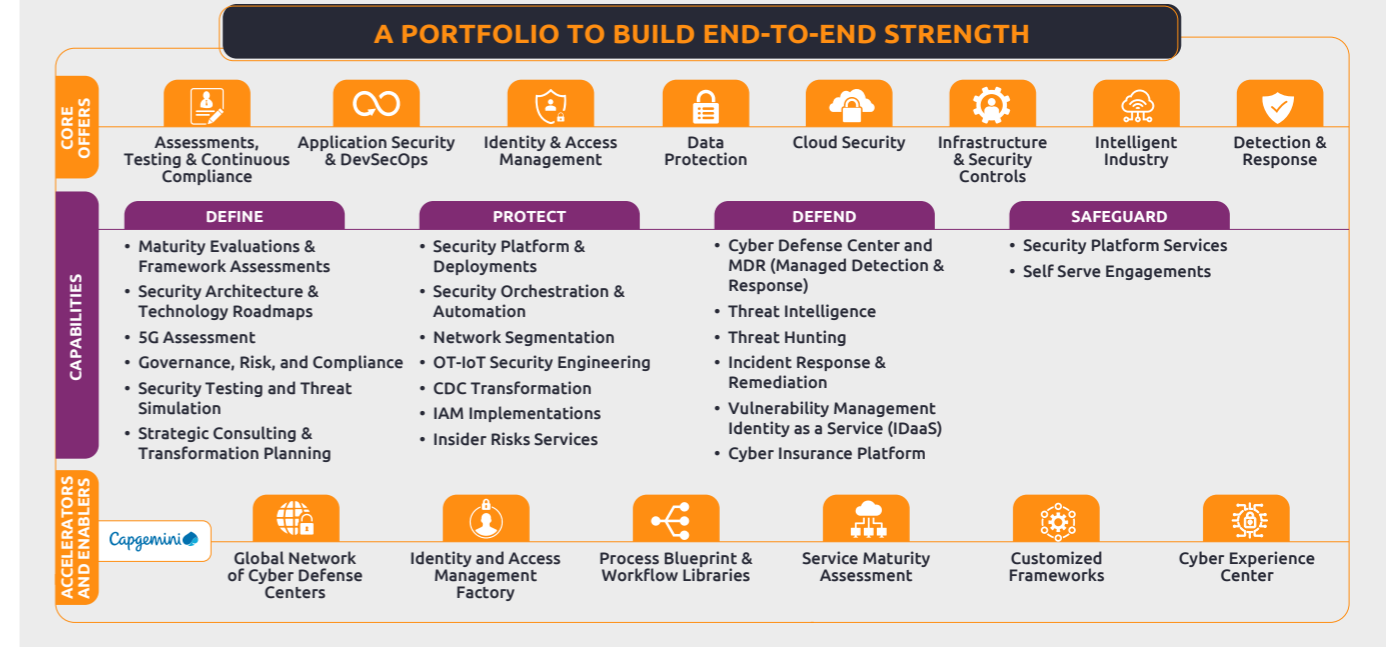 A PORTFOLIO TO BUILD END-TO-END STRENGTH
CORE
OFFERS
Assessments,
Testing & Continuous
Compliance
Application Security
& DevSecOps
Identity & Access
Management
Data
Protection
Cloud Security
Infrastructure
& Security
Controls
Intelligent
Industry
Detection &
Response
CAPABILITIES
DEFINE
• Maturity Evaluations &
Framework Assessments
• Security Architecture &
Technology Roadmaps
• 5G Assessment
• Governance, Risk, and Compliance
• Security Testing and Threat
Simulation
• Strategic Consulting &
Transformation Planning
PROTECT
• Security Platform &
Deployments
• Security Orchestration &
Automation
• Network Segmentation
• OT-IoT Security Engineering
• CDC Transformation
• IAM Implementations
• Insider Risks Services
DEFEND
• Cyber Defense Center and
MDR (Managed Detection &
Response)
• Threat Intelligence
• Threat Hunting
• Incident Response &
Remediation
• Vulnerability Management
Identity as a Service (IDaaS)
• Cyber Insurance Platform
SAFEGUARD
• Security Platform Services
• Self Serve Engagements
ACCELERATORS
AND ENABLERS
Capgemini
Global Network
of Cyber Defense
Centers
Identity and Access
Management
Factory
Process Blueprint &
Workflow Libraries
Service Maturity
Assessment
Customized
Frameworks
Cyber Experience
Center